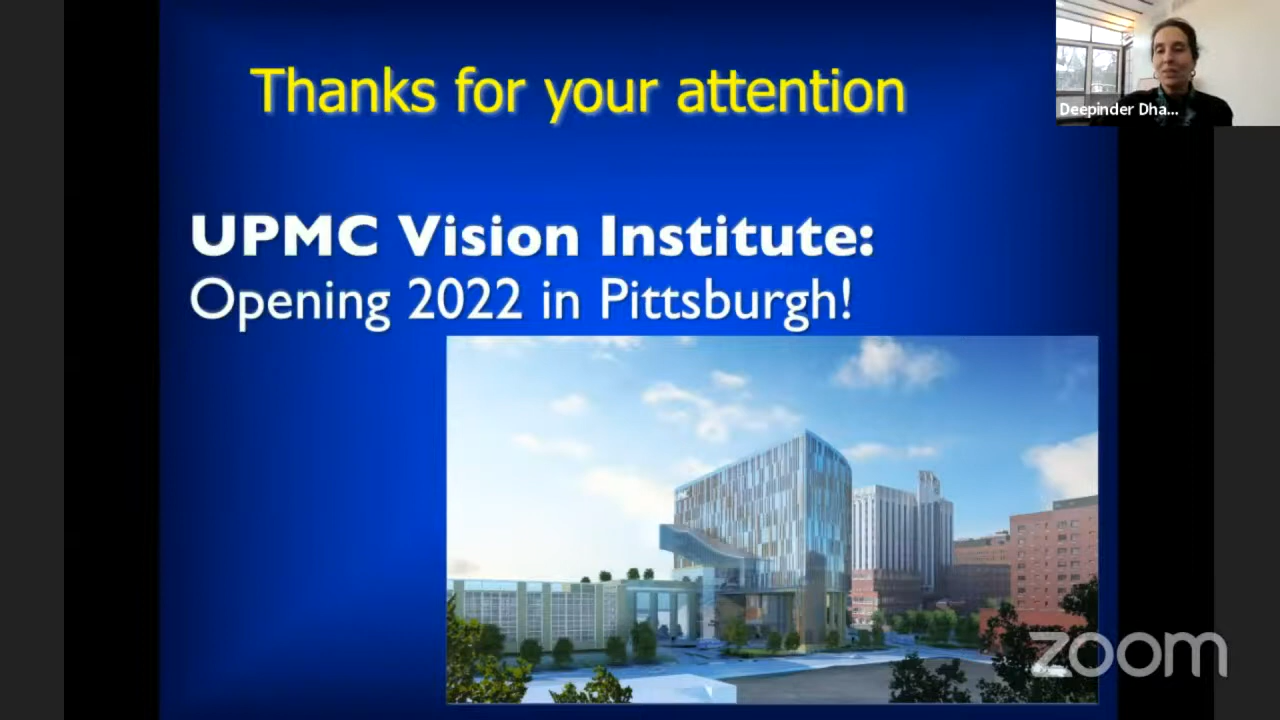 Thanks for your attention
Deepinder Dha...
UPMC Vision Institute:
Opening 2022 in Pittsburgh!
zoom